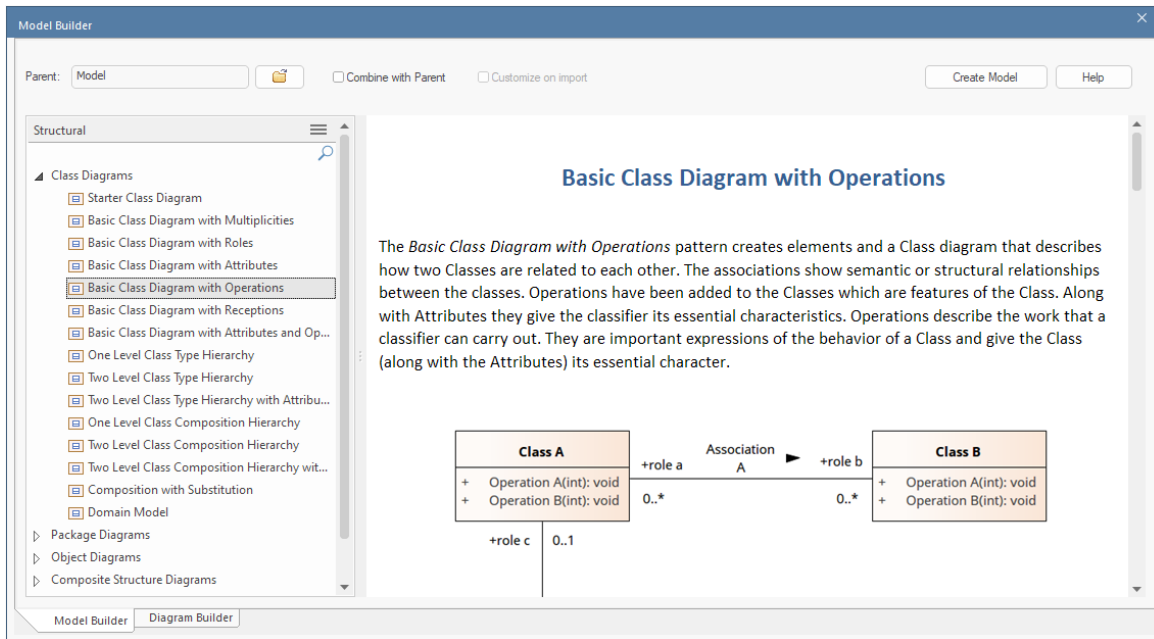 Model Builder
Parent:
Model
Combine with Parent
Customize on import
Create Model
Help
Structural
Class Diagrams
Starter Class Diagram
Basic Class Diagram with Multiplicities
Basic Class Diagram with Roles
Basic Class Diagram with Attributes
Basic Class Diagram with Operations
Basic Class Diagram with Receptions
Basic Class Diagram with Attributes and Op...
One Level Class Type Hierarchy
Two Level Class Type Hierarchy
Two Level Class Type Hierarchy with Attribu...
One Level Class Composition Hierarchy
Two Level Class Composition Hierarchy
Two Level Class Composition Hierarchy wit...
Composition with Substitution
Domain Model
Package Diagrams
Object Diagrams
Composite Structure Diagrams
Basic Class Diagram with Operations
The Basic Class Diagram with Operations pattern creates elements and a Class diagram that describes
how two Classes are related to each other. The associations show semantic or structural relationships
between the classes. Operations have been added to the Classes which are features of the Class. Along
with Attributes they give the classifier its essential characteristics. Operations describe the work that a
classifier can carry out. They are important expressions of the behavior of a Class and give the Class
(along with the Attributes) its essential character.
Class A
+ Operation A(int): void
+ Operation B(int): void
+role a
0..*
Association
A
+role b
0..*
Class B
+ Operation A(int): void
+ Operation B(int): void
+role c
0..1
Model Builder
Diagram Builder